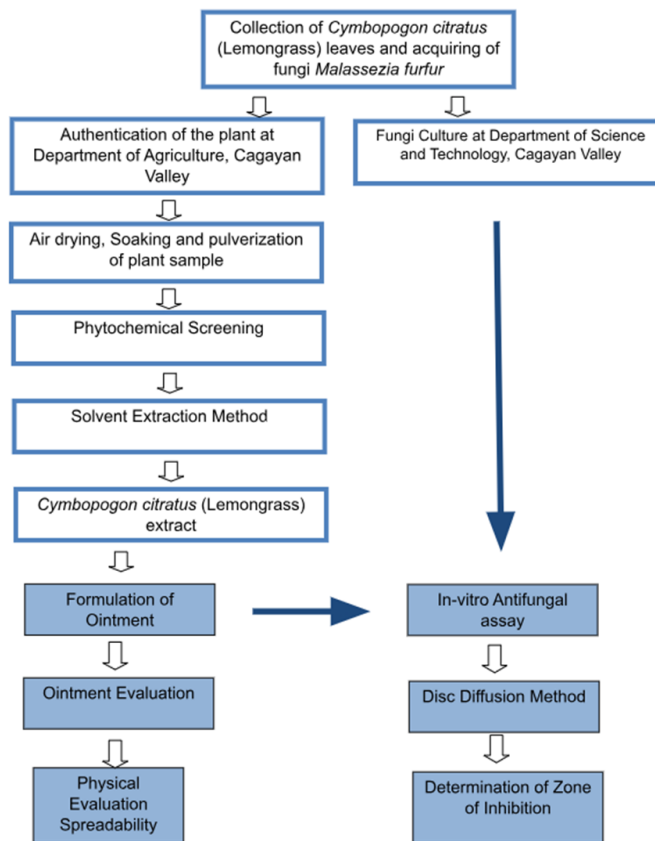 Collection of Cymbopogon citratus
(Lemongrass) leaves and acquiring of
fungi Malassezia furfur
Authentication of the plant at
Department of Agriculture, Cagayan
Valley
Fungi Culture at Department of Science
and Technology, Cagayan Valley
Air drying, Soaking and pulverization
of plant sample
Phytochemical Screening
Solvent Extraction Method
Cymbopogon citratus (Lemongrass)
extract
Formulation of
Ointment
In-vitro Antifungal
assay
Ointment Evaluation
Disc Diffusion Method
Physical
Evaluation
Spreadability
Determination of Zone
of Inhibition